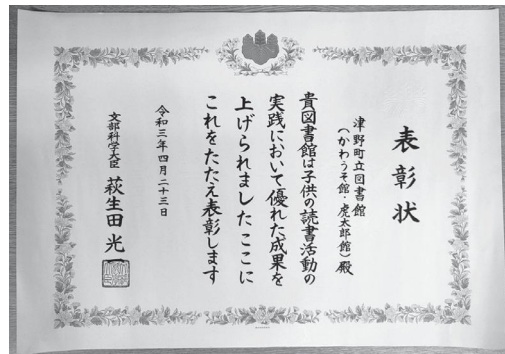 表彰状
津野町立図書館
(かわうそ館・虎太郎館)殿
貴図書館は子供の読書活動の
実践において優れた成果を
上げられました ここに
これをたたえ表彰します
令和三年四月二十三日
文部科学大臣 萩生田 光一